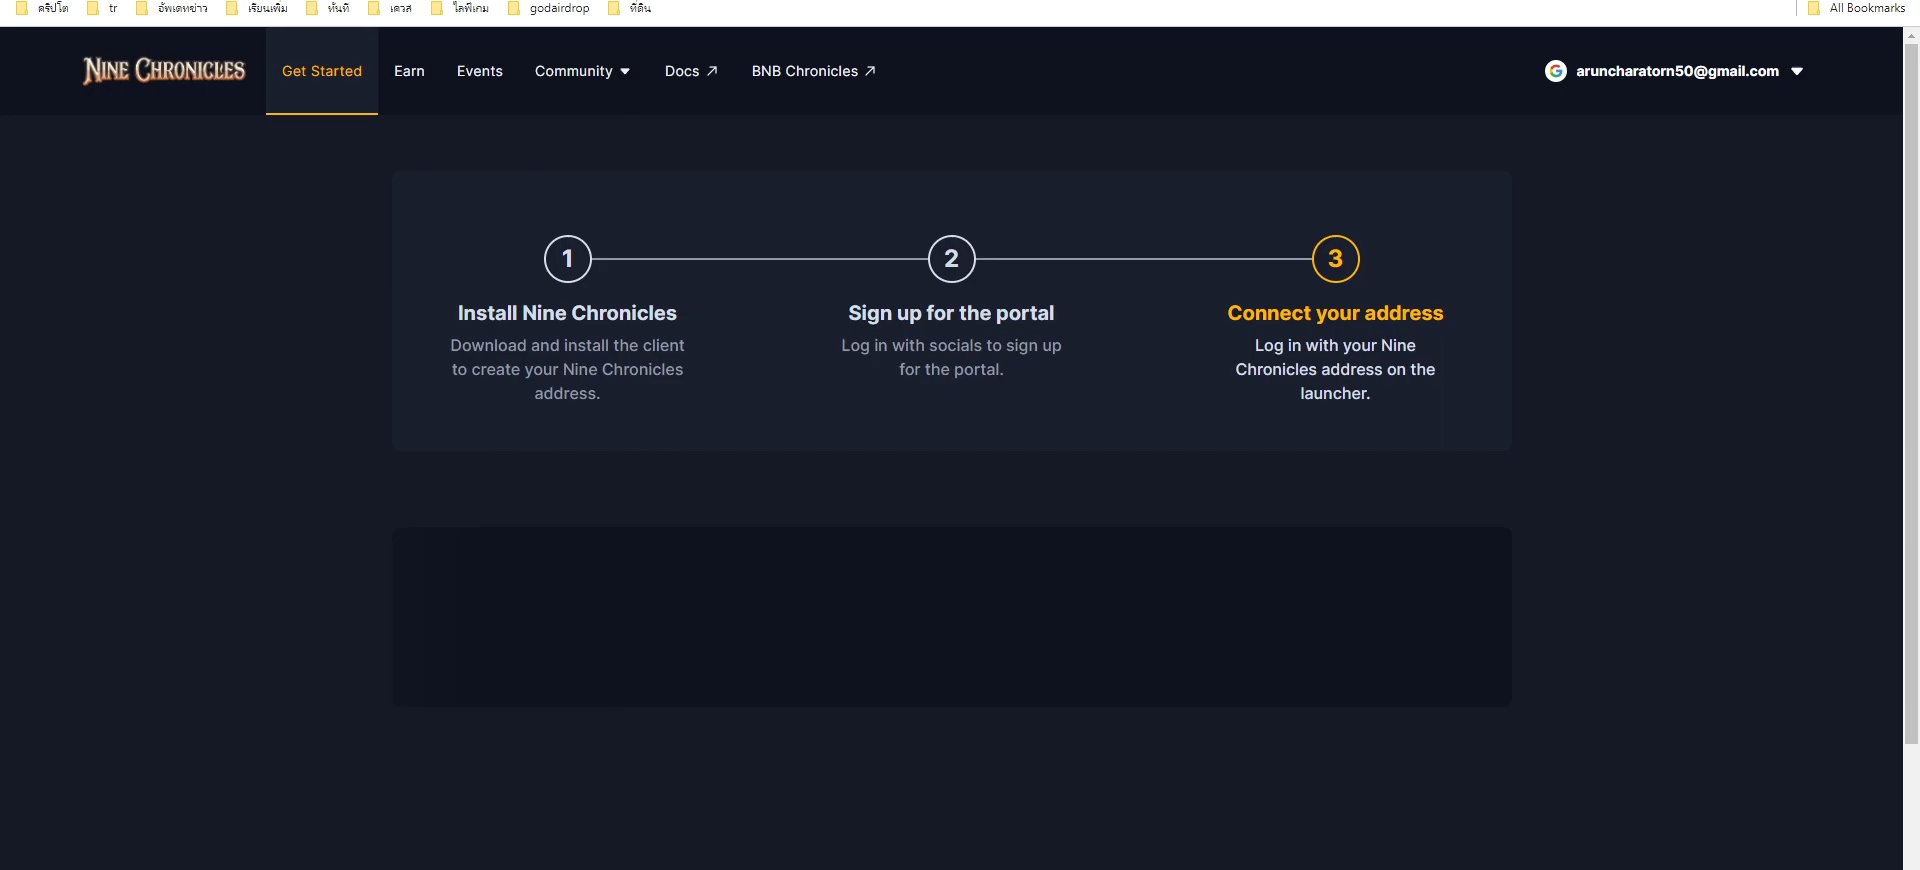 คริปโต tr อัพเดทข่าว เรียนเพิ่ม ทันที เควส ไลฟ์เกม godairdrop ที่ดิน All Bookmarks
NINE CHRONICLES Get Started Earn Events Community Docs BNB Chronicles aruncharatorn50@gmail.com
1
Install Nine Chronicles
Download and install the client
to create your Nine Chronicles
address.
2
Sign up for the portal
Log in with socials to sign up
for the portal.
3
Connect your address
Log in with your Nine
Chronicles address on the
launcher.